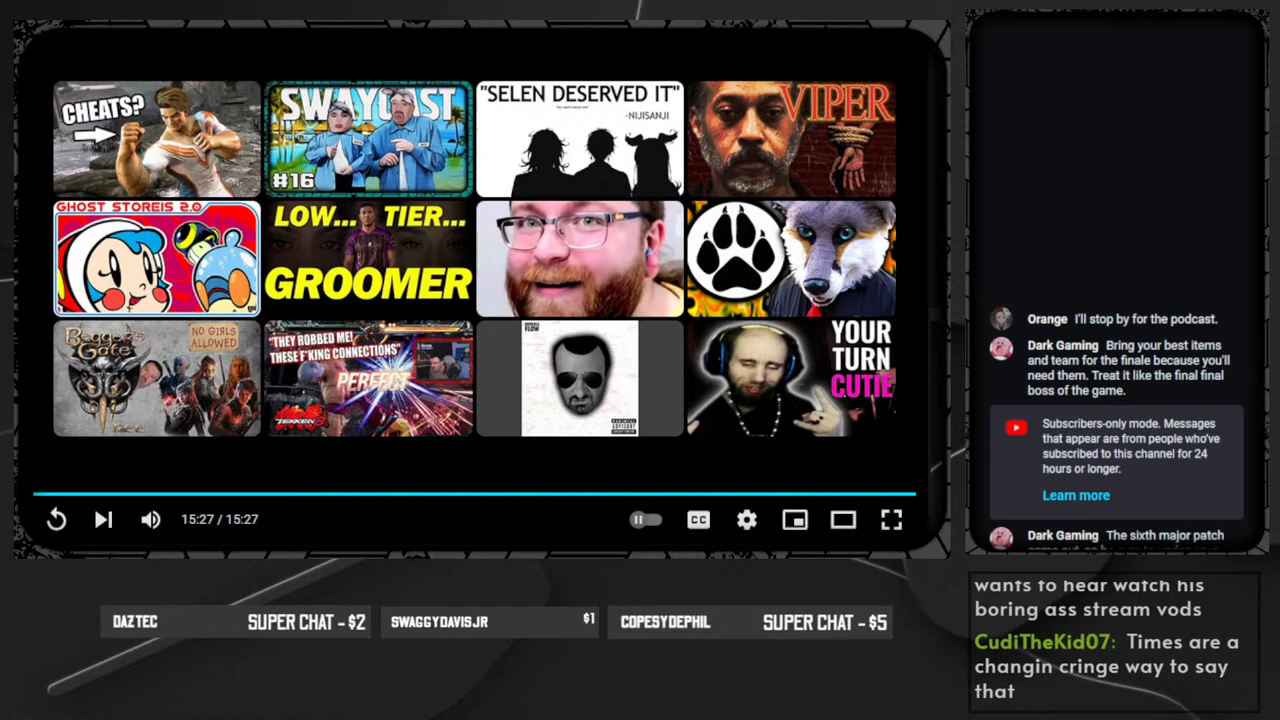 CHEATS?
SWAYCAST
#16
"SELEN DESERVED IT"
-NIJISANJI
VIPER
GHOST STOREIS 2.0
LOW... TIER...
GROOMER
NO GIRLS
ALLOWED
"THEY ROBBED ME!
THESE F*KING CONNECTIONS"
PERFECT
TEKKEN 8
YOUR
TURN
CUTIE
15:27 / 15:27
CC
Orange I'll stop by for the podcast.
Dark Gaming Bring your best items
and team for the finale because you'll
need them. Treat it like the final final
boss of the game.
Subscribers-only mode. Messages
that appear are from people who've
subscribed to this channel for 24
hours or longer.
Learn more
Dark Gaming The sixth major patch
DAZTEC SUPER CHAT - $2
SWAGGYDAVISJR $1
COPESYDEPHIL SUPER CHAT - $5
wants to hear watch his
boring ass stream vods
CudiTheKid07: Times are a
changin cringe way to say
that